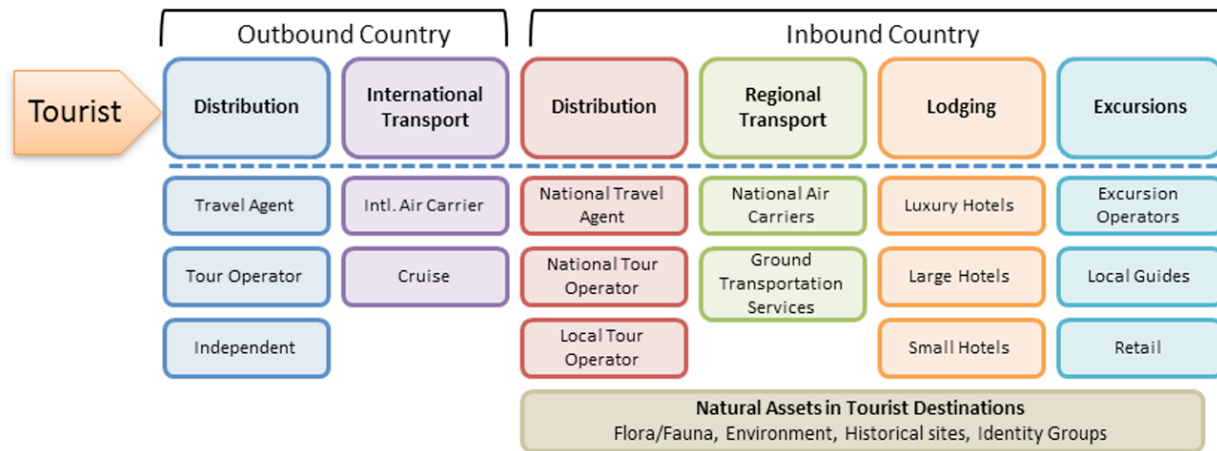 Outbound Country
Inbound Country
Tourist
Distribution
International
Transport
Distribution
Regional
Transport
Lodging
Excursions
Travel Agent
Intl. Air Carrier
National Travel
Agent
National Air
Carriers
Luxury Hotels
Excursion
Operators
Tour Operator
Cruise
National Tour
Operator
Ground
Transportation
Services
Large Hotels
Local Guides
Independent
Local Tour
Operator
Small Hotels
Retail
Natural Assets in Tourist Destinations
Flora/Fauna, Environment, Historical sites, Identity Groups